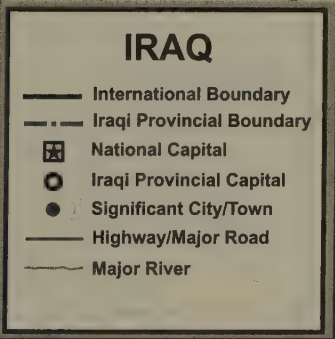 IRAQ
International Boundary
Iraqi Provincial Boundary
National Capital
Iraqi Provincial Capital
Significant City/Town
Highway/Major Road
Major River